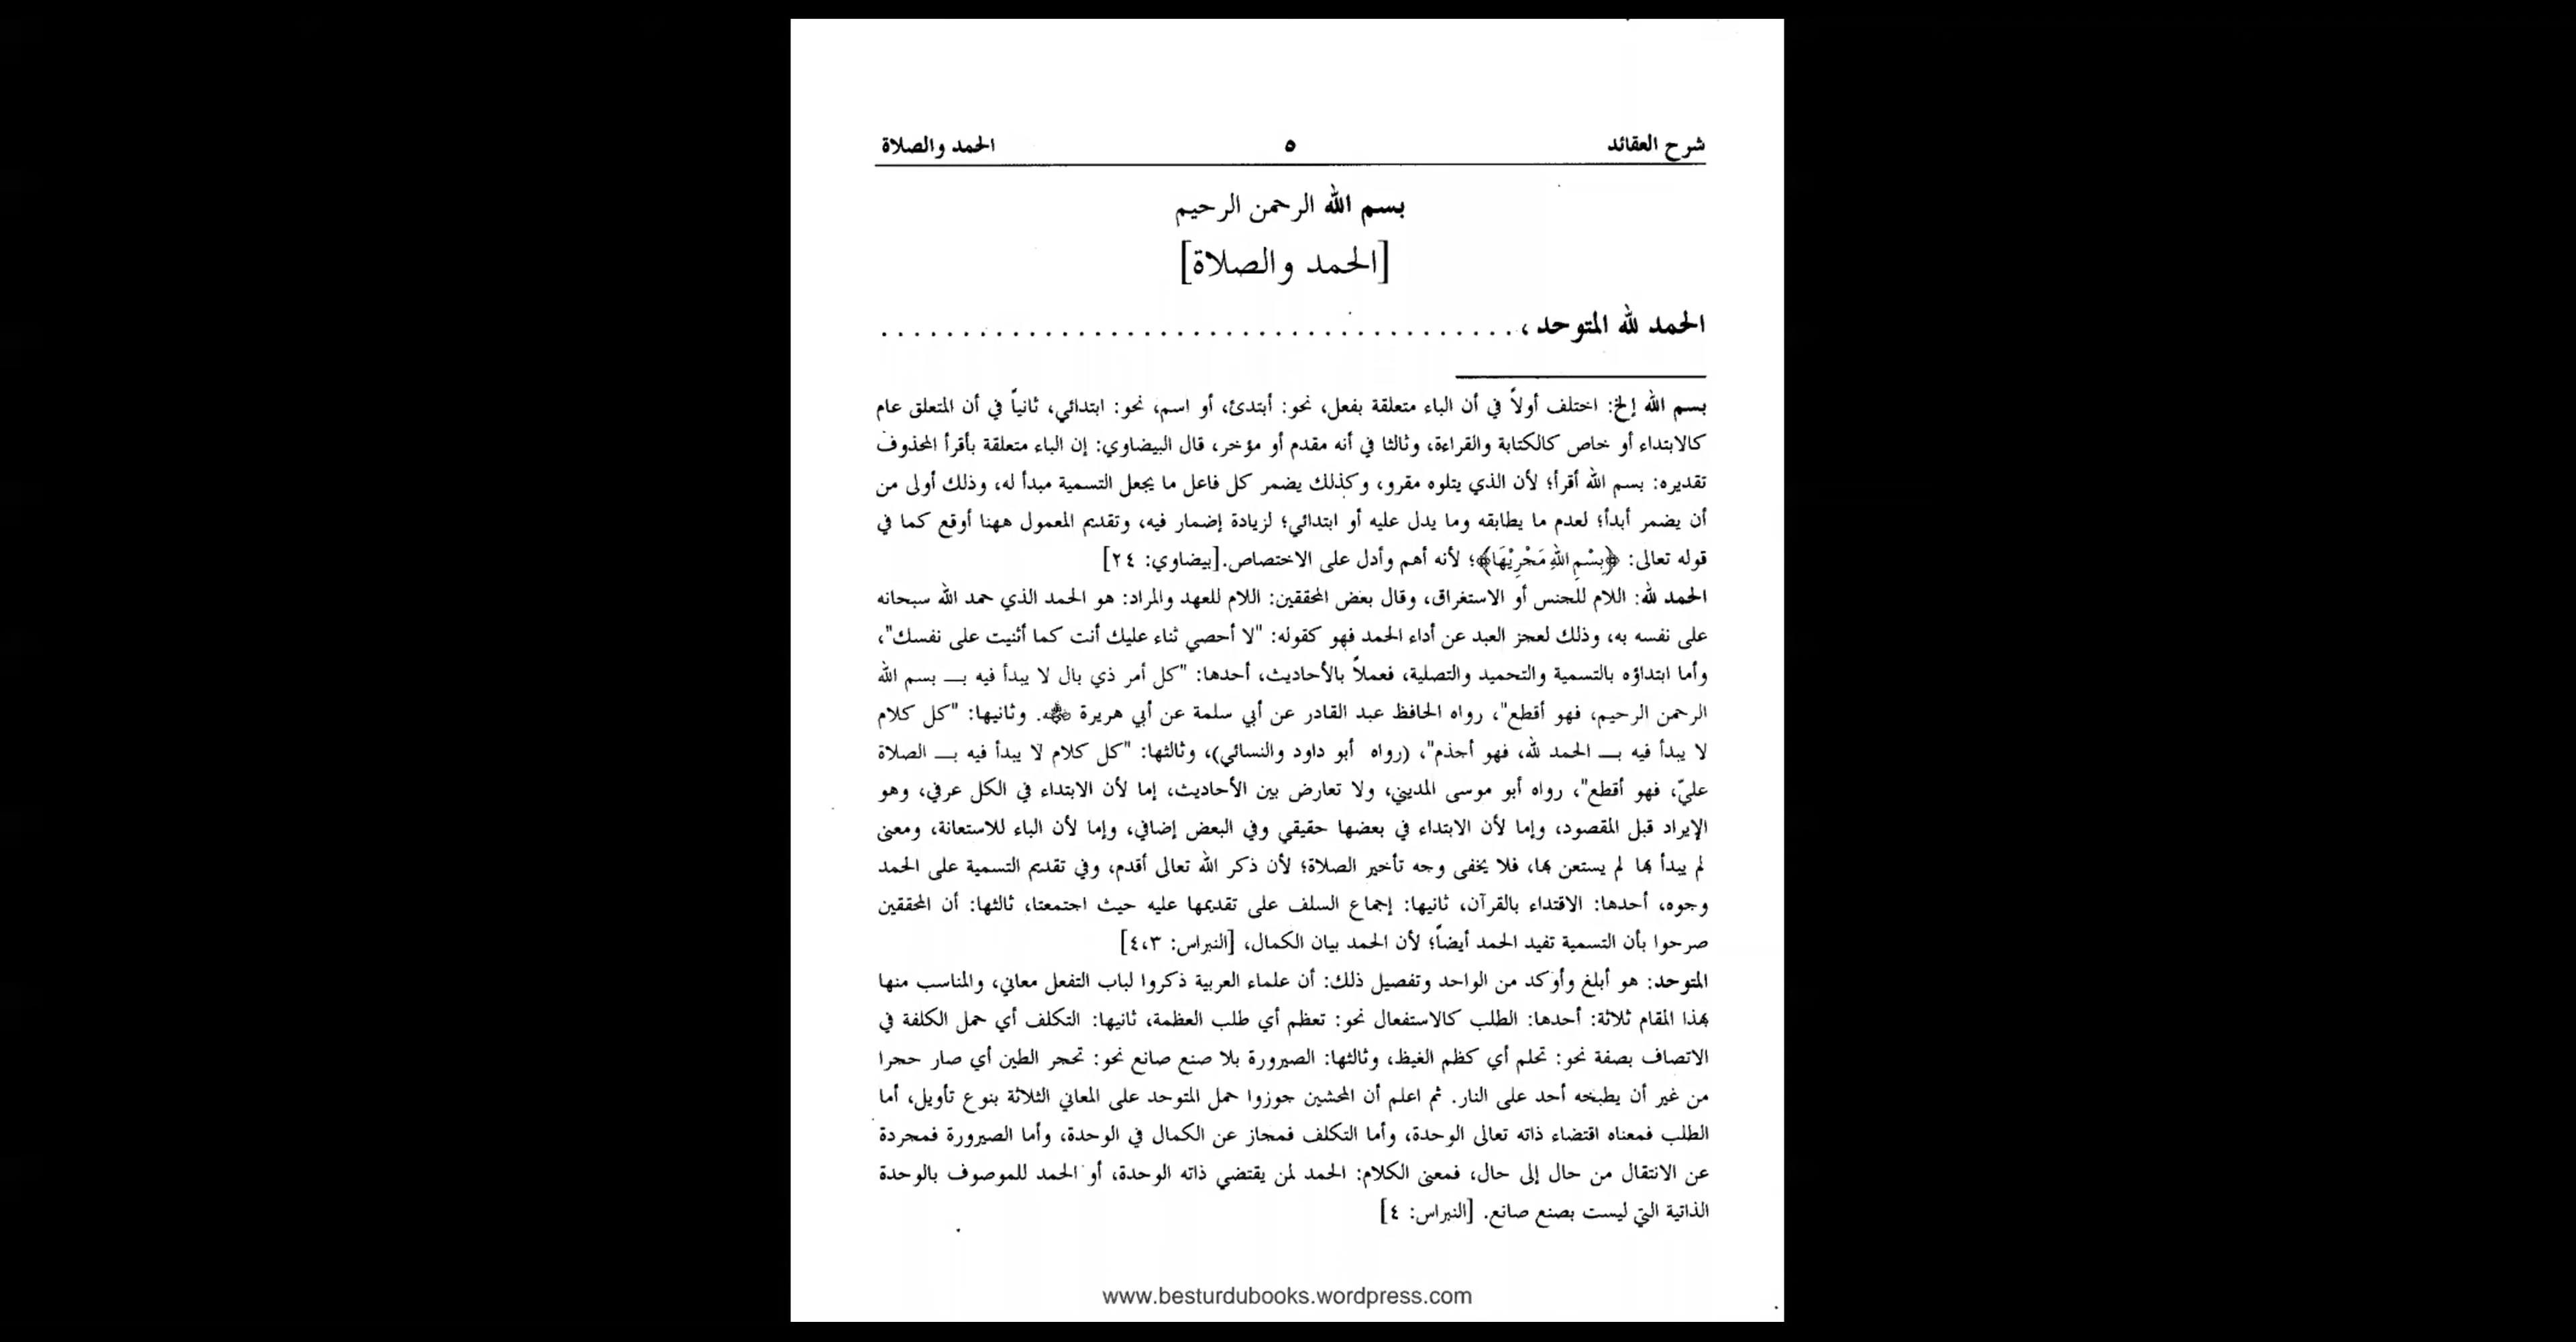 شرح العقائد ٥ الحمد والصلاة
بسم الله الرحمن الرحيم
[الحمد والصلاة]
الحمد لله المتوحد، . . . . . . . . . . . . . . . . . . . . . . . . . . . . . . . . . . . . . . .
بسم الله إلخ: اختلف أولاً في أن الباء متعلقة بفعل، نحو: أبتدئ، أو اسم، نحو: ابتدائي، ثانياً في أن المتعلق عام
كالابتداء أو خاص كالكتابة والقراءة، وثالثا في أنه مقدم أو مؤخر، قال البيضاوي: إن الباء متعلقة بأقرأ المحذوف
تقديره: بسم الله أقرأ؛ لأن الذي يتلوه مقرو، وكذلك يضمر كل فاعل ما يجعل التسمية مبدأ له، وذلك أولى من
أن يضمر أبدأ؛ لعدم ما يطابقه وما يدل عليه أو ابتدائي؛ لزيادة إضمار فيه، وتقديم المعمول ههنا أوقع كما في
قوله تعالى: ﴿بِسْمِ اللهِ مَجْرِيْهَا﴾؛ لأنه أهم وأدل على الاختصاص.[بيضاوي: ٢٤]
الحمد لله: اللام للجنس أو الاستغراق، وقال بعض المحققين: اللام للعهد والمراد: هو الحمد الذي حمد الله سبحانه
على نفسه به، وذلك لعجز العبد عن أداء الحمد فهو كقوله: "لا أحصي ثناء عليك أنت كما أثنيت على نفسك"،
وأما ابتداؤه بالتسمية والتحميد والتصلية، فعملاً بالأحاديث، أحدها: "كل أمر ذي بال لا يبدأ فيه بـــ بسم الله
الرحمن الرحيم، فهو أقطع"، رواه الحافظ عبد القادر عن أبي سلمة عن أبي هريرة ﷺ. وثانيها: "كل كلام
لا يبدأ فيه بـــ الحمد لله، فهو أجذم"، (رواه أبو داود والنسائي)، وثالثها: "كل كلام لا يبدأ فيه بـــ الصلاة
عليّ، فهو أقطع"، رواه أبو موسى المديني، ولا تعارض بين الأحاديث، إما لأن الابتداء في الكل عرفي، وهو
الإيراد قبل المقصود، وإما لأن الابتداء في بعضها حقيقي وفي البعض إضافي، وإما لأن الباء للاستعانة، ومعنى
لم يبدأ بها لم يستعن بها، فلا يخفى وجه تأخير الصلاة؛ لأن ذكر الله تعالى أقدم، وفي تقديم التسمية على الحمد
وجوه، أحدها: الاقتداء بالقرآن، ثانيها: إجماع السلف على تقديمها عليه حيث اجتمعتا، ثالثها: أن المحققين
صرحوا بأن التسمية تفيد الحمد أيضاً؛ لأن الحمد بيان الكمال، [النبراس: ٤،٣]
المتوحد: هو أبلغ وأوكد من الواحد وتفصيل ذلك: أن علماء العربية ذكروا لباب التفعل معاني، والمناسب منها
بهذا المقام ثلاثة: أحدها: الطلب كالاستفعال نحو: تعظم أي طلب العظمة، ثانيها: التكلف أي حمل الكلفة في
الاتصاف بصفة نحو: تحلم أي كظم الغيظ، وثالثها: الصيرورة بلا صنع صانع نحو: تحجر الطين أي صار حجرا
من غير أن يطبخه أحد على النار. ثم اعلم أن المحشين جوزوا حمل المتوحد على المعاني الثلاثة بنوع تأويل، أما
الطلب فمعناه اقتضاء ذاته تعالى الوحدة، وأما التكلف فمجاز عن الكمال في الوحدة، وأما الصيرورة فمجردة
عن الانتقال من حال إلى حال، فمعنى الكلام: الحمد لمن يقتضي ذاته الوحدة، أو الحمد للموصوف بالوحدة
الذاتية التي ليست بصنع صانع. [النبراس: ٤]
www.besturdubooks.wordpress.com